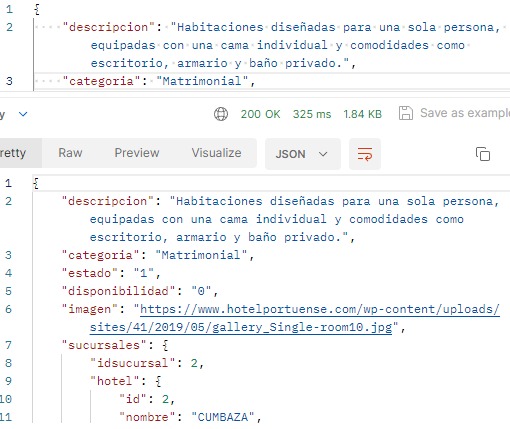 1 {
2 "descripcion": "Habitaciones diseñadas para una sola persona,
equipadas con una cama individual y comodidades como
escritorio, armario y baño privado.",
3 "categoria": "Matrimonial",
y 200 OK 325 ms 1.84 KB Save as example
retty Raw Preview Visualize JSON
1 {
2 "descripcion": "Habitaciones diseñadas para una sola persona,
equipadas con una cama individual y comodidades como
escritorio, armario y baño privado.",
3 "categoria": "Matrimonial",
4 "estado": "1",
5 "disponibilidad": "0",
6 "imagen": "https://www.hotelportuense.com/wp-content/uploads/
sites/41/2019/05/gallery_Single-room10.jpg",
7 "sucursales": {
8 "idsucursal": 2,
9 "hotel": {
10 "id": 2,
11 "nombre": "CUMBAZA",